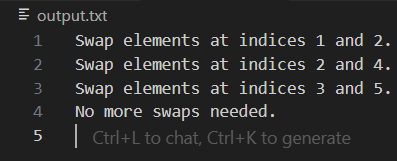 output.txt
1 Swap elements at indices 1 and 2.
2 Swap elements at indices 2 and 4.
3 Swap elements at indices 3 and 5.
4 No more swaps needed.
5 Ctrl+L to chat, Ctrl+K to generate